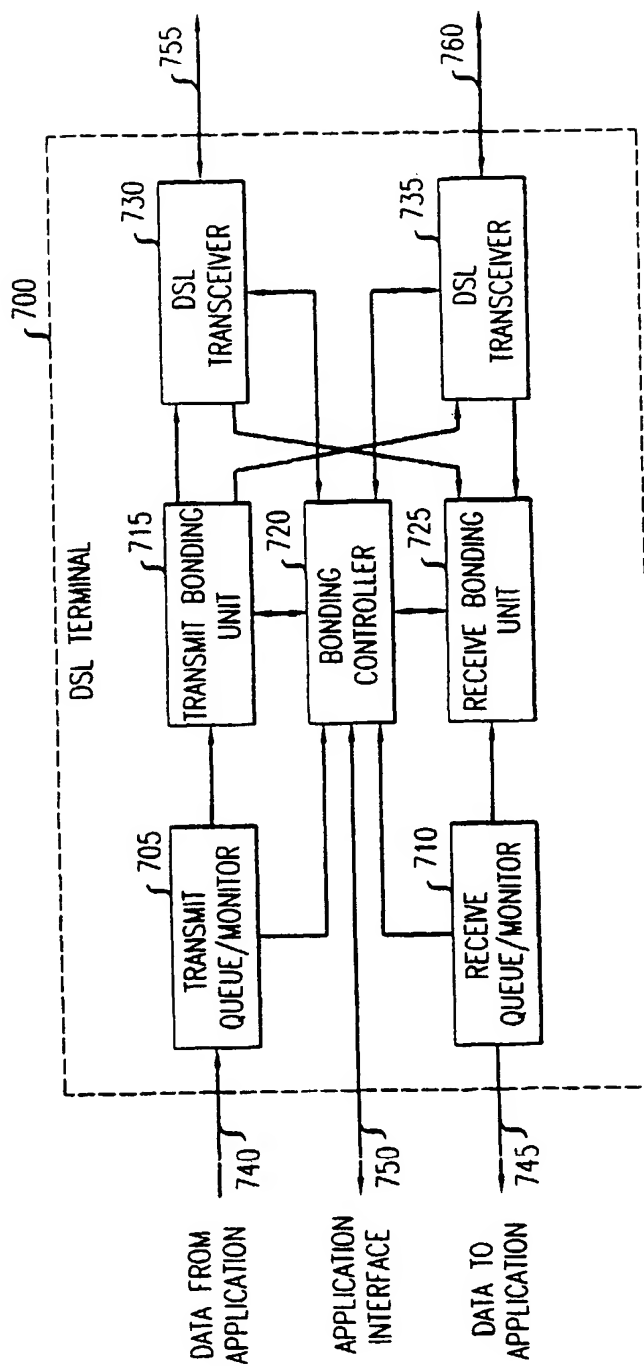 700
DSL TERMINAL
DATA FROM
APPLICATION
740
705
TRANSMIT
QUEUE/MONITOR
715
TRANSMIT BONDING
UNIT
730
DSL
TRANSCEIVER
755
APPLICATION
INTERFACE
750
720
BONDING
CONTROLLER
DATA TO
APPLICATION
745
710
RECEIVE
QUEUE/MONITOR
725
RECEIVE BONDING
UNIT
735
DSL
TRANSCEIVER
760